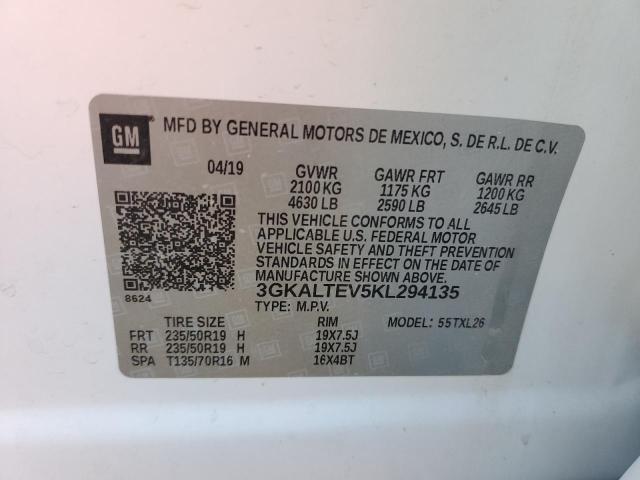 GM
MFD BY GENERAL MOTORS DE MEXICO, S. DE R.L. DE C.V.
04/19 GVWR GAWR FRT GAWR RR
2100 KG 1175 KG 1200 KG
4630 LB 2590 LB 2645 LB
THIS VEHICLE CONFORMS TO ALL
APPLICABLE U.S. FEDERAL MOTOR
VEHICLE SAFETY AND THEFT PREVENTION
STANDARDS IN EFFECT ON THE DATE OF
MANUFACTURE SHOWN ABOVE.
8624 3GKALTEV5KL294135
TYPE: M.P.V.
TIRE SIZE RIM MODEL: 55TXL26
FRT 235/50R19 H 19X7.5J
RR 235/50R19 H 19X7.5J
SPA T135/70R16 M 16X4BT